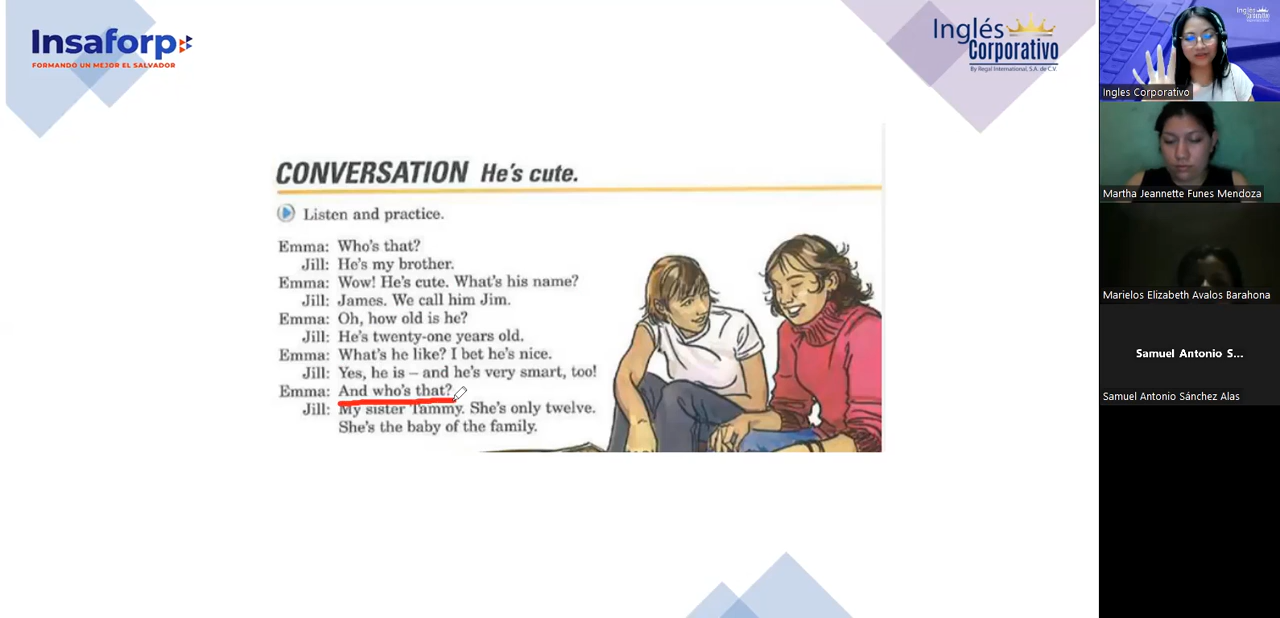 Insaforp
FORMANDO UN MEJOR EL SALVADOR
Inglés
Corporativo
By Regal International, S.A. de C.V.
CONVERSATION He's cute.
Listen and practice.
Emma: Who's that?
Jill: He's my brother.
Emma: Wow! He's cute. What's his name?
Jill: James. We call him Jim.
Emma: Oh, how old is he?
Jill: He's twenty-one years old.
Emma: What's he like? I bet he's nice.
Jill: Yes, he is – and he's very smart, too!
Emma: And who's that?
Jill: My sister Tammy. She's only twelve.
She's the baby of the family.
Inglés
Ingles Corporativo
Martha Jeannette Funes Mendoza
Marielos Elizabeth Avalos Barahona
Samuel Antonio S...
Samuel Antonio Sánchez Alas